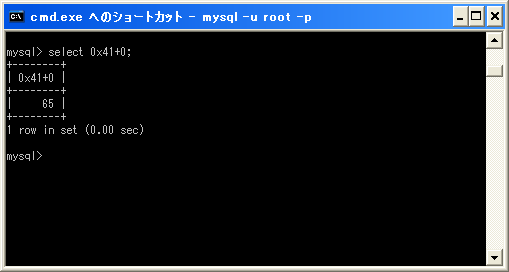 cmd.exe へのショートカット - mysql -u root -p
mysql> select 0x41+0;
+--------+
| 0x41+0 |
+--------+
|     65 |
+--------+
1 row in set (0.00 sec)
mysql>